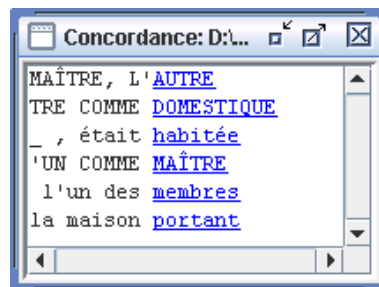 Concordance: D:\...
MAÎTRE, L'AUTRE
TRE COMME DOMESTIQUE
_ , était habitée
'UN COMME MAÎTRE
l'un des membres
la maison portant